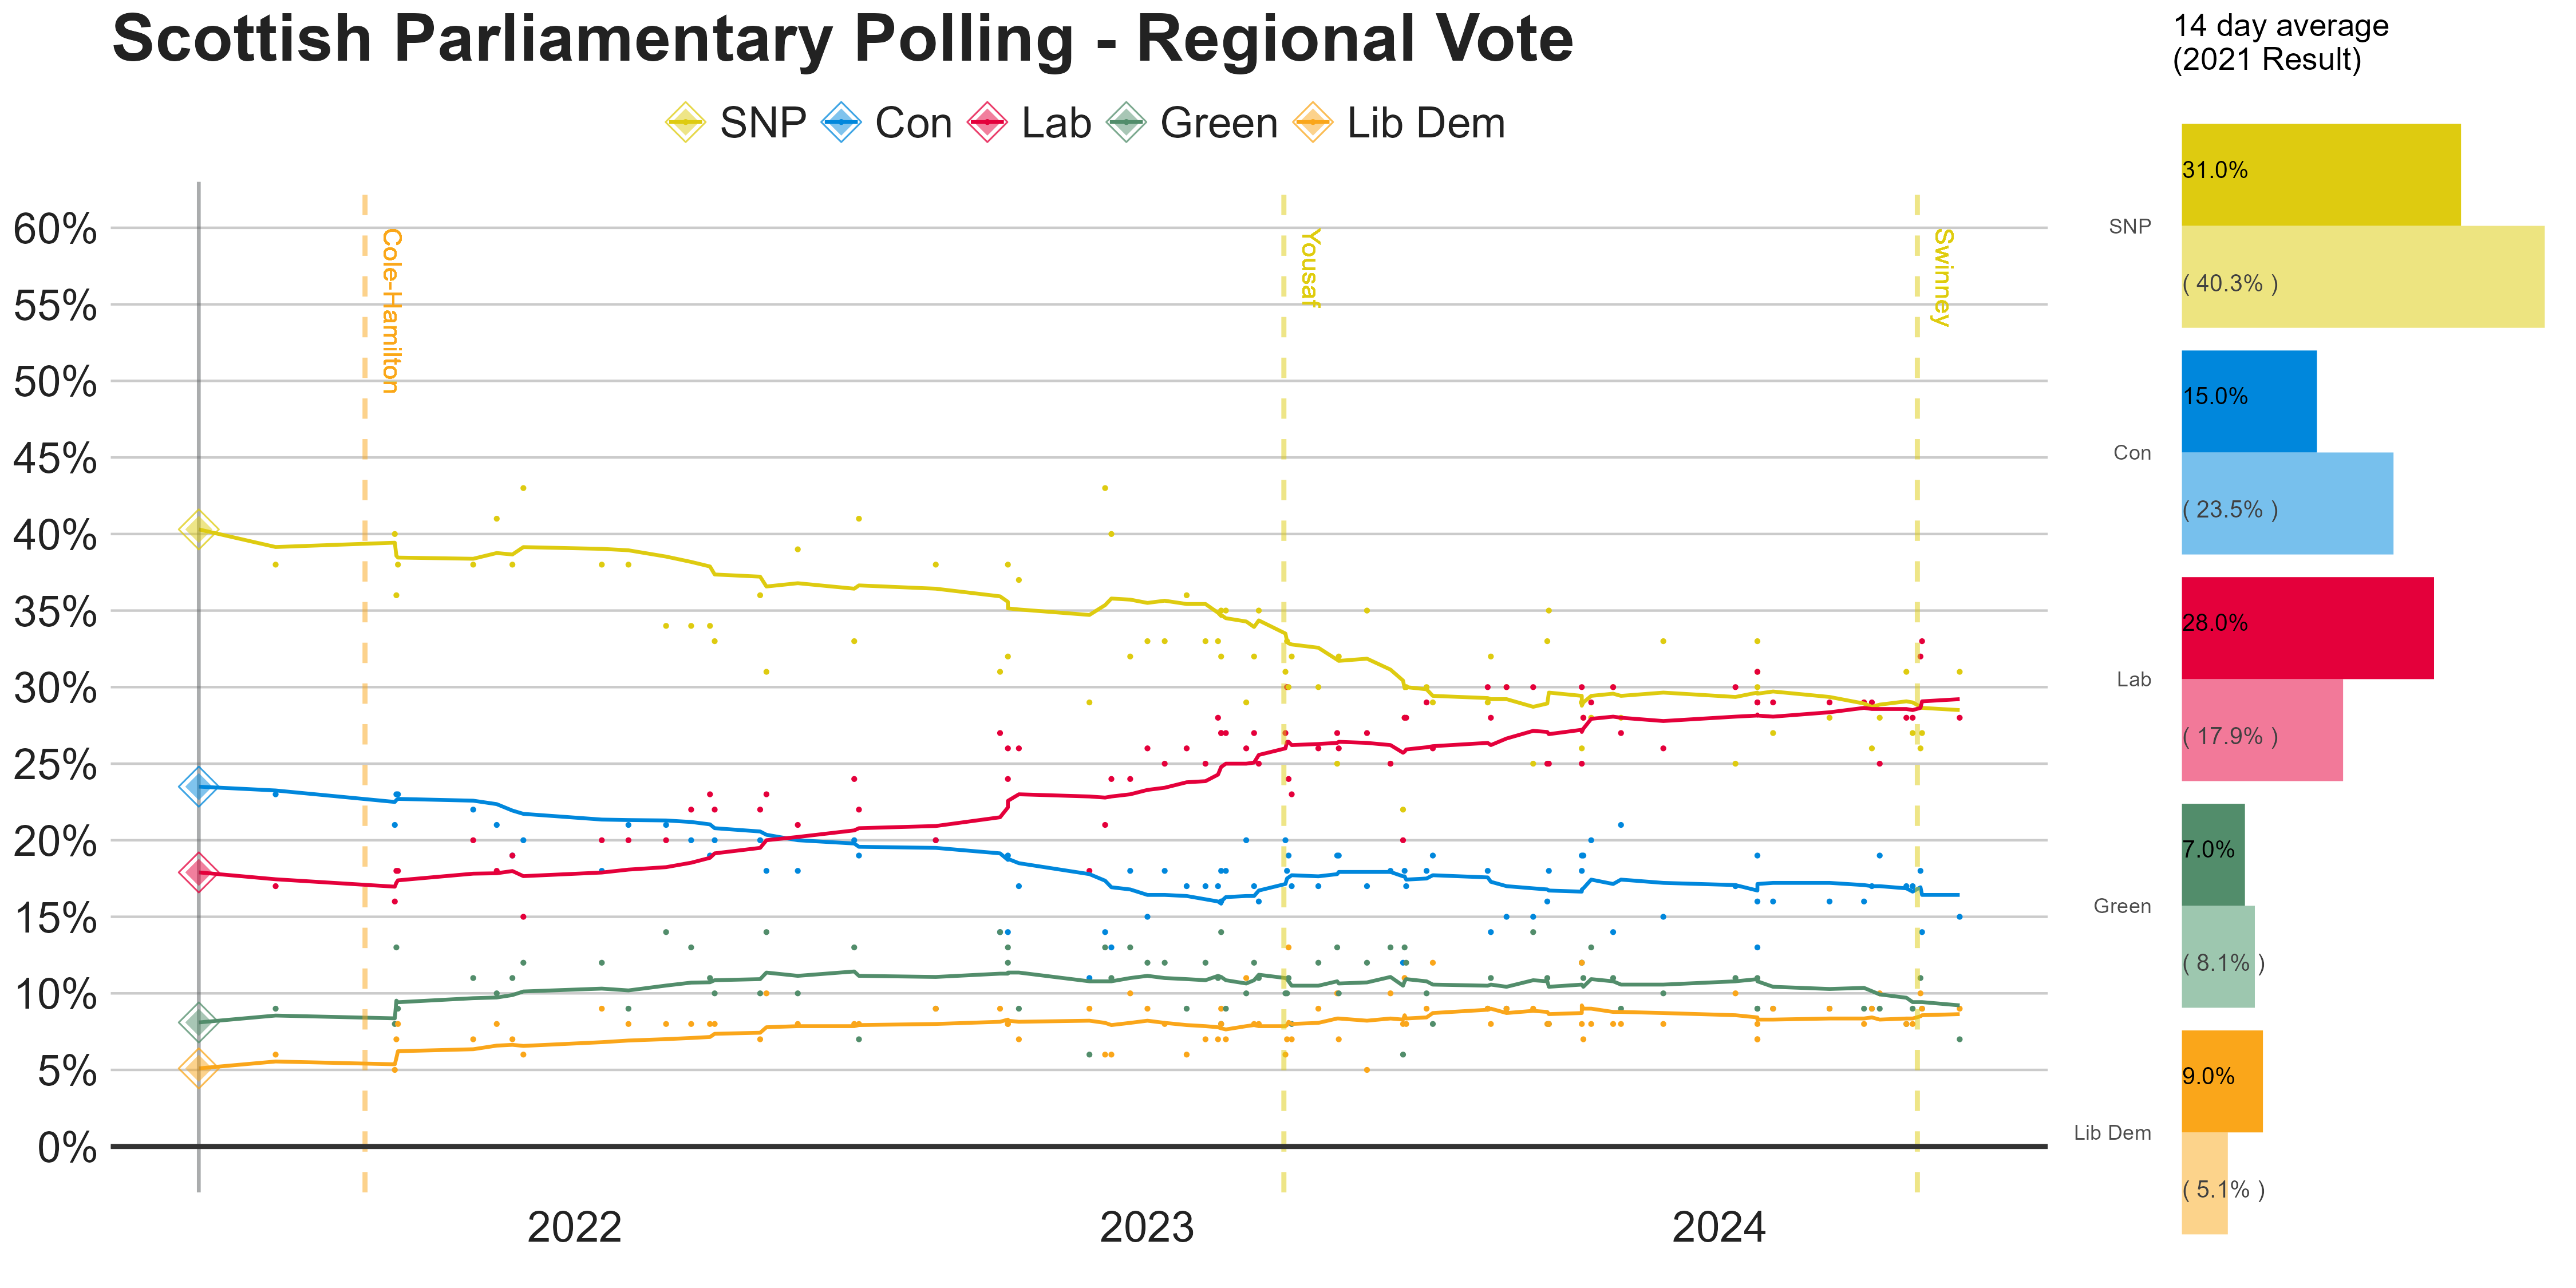 Scottish Parliamentary Polling - Regional Vote
14 day average
(2021 Result)
SNP Con Lab Green Lib Dem
60%
55%
50%
45%
40%
35%
30%
25%
20%
15%
10%
5%
0%
Cole-Hamilton
Yousaf
Swinney
2022 2023 2024
SNP
31.0%
( 40.3% )
Con
15.0%
( 23.5% )
Lab
28.0%
( 17.9% )
Green
7.0%
( 8.1% )
Lib Dem
9.0%
( 5.1% )